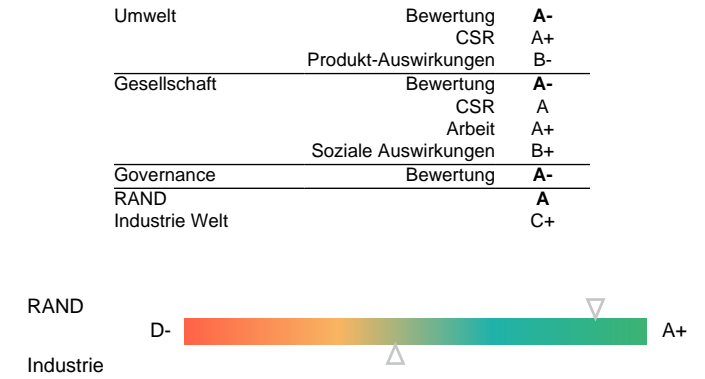 Umwelt Bewertung A-
CSR A+
Produkt-Auswirkungen B-
Gesellschaft Bewertung A-
CSR A
Arbeit A+
Soziale Auswirkungen B+
Governance Bewertung A-
RAND A
Industrie Welt C+
RAND
D- A+
Industrie